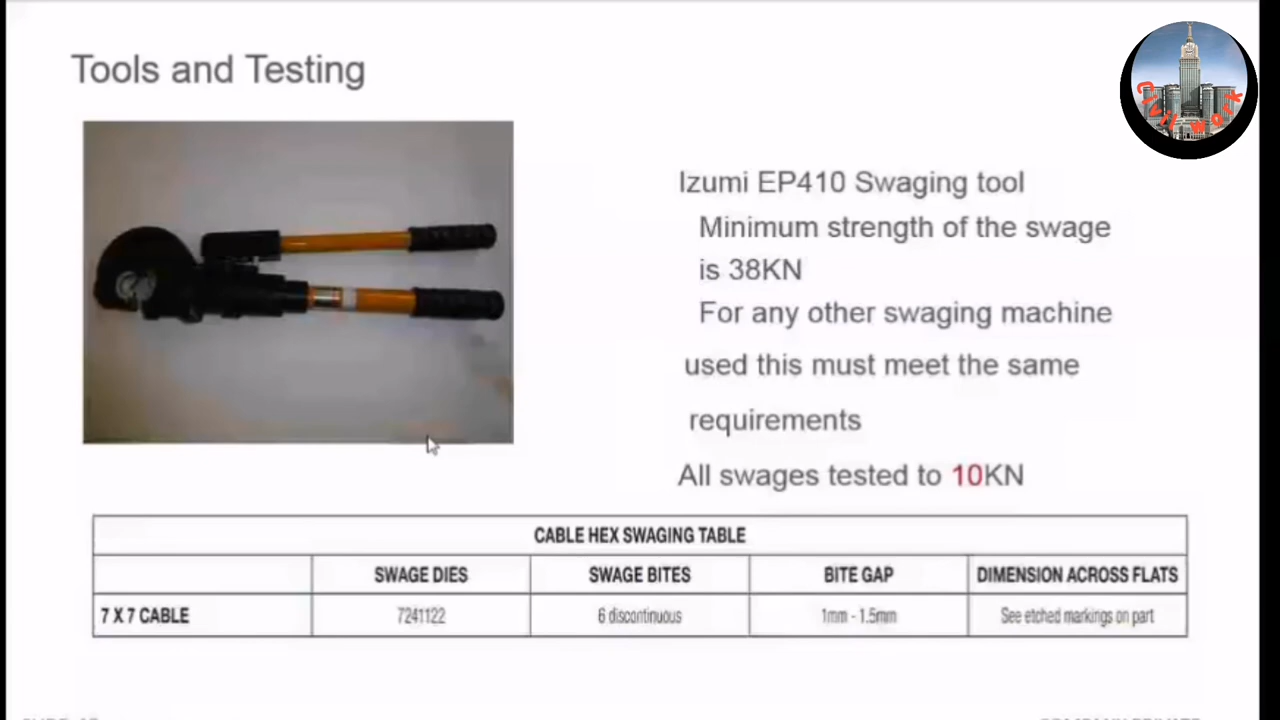 Tools and Testing
Civil work
Izumi EP410 Swaging tool
Minimum strength of the swage
is 38KN
For any other swaging machine
used this must meet the same
requirements
All swages tested to 10KN
CABLE HEX SWAGING TABLE
SWAGE DIES SWAGE BITES BITE GAP DIMENSION ACROSS FLATS
7 X 7 CABLE 7241122 6 discontinuous 1mm - 1.5mm See etched markings on part